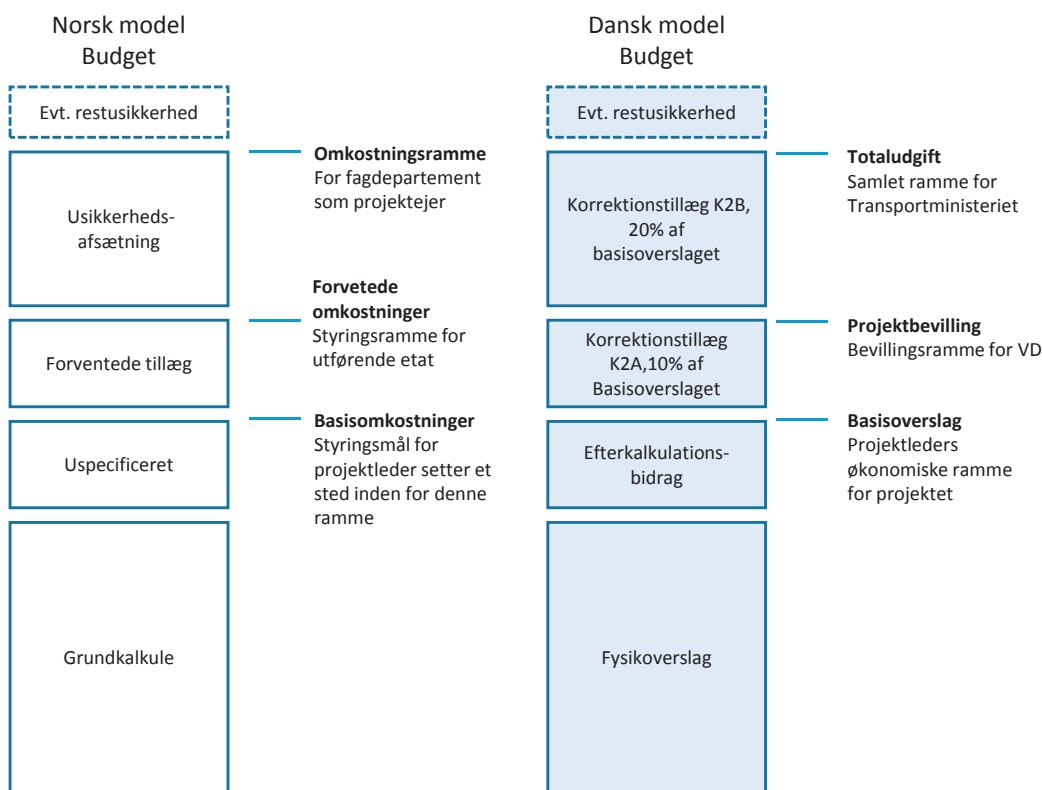 Norsk model
Budget
Evt. restusikkerhed
Usikkerheds-
afsætning
Forventede tillæg
Uspecificeret
Grundkalkule
Omkostningsramme
For fagdepartement
som projektejer
Forvetede
omkostninger
Styringsramme for
utførende etat
Basisomkostninger
Styringsmål for
projektleder setter et
sted inden for denne
ramme
Dansk model
Budget
Evt. restusikkerhed
Korrektionstillæg K2B,
20% af
basisoverslaget
Korrektionstillæg
K2A,10% af
Basisoverslaget
Efterkalkulations-
bidrag
Fysikoverslag
Totaludgift
Samlet ramme for
Transportministeriet
Projektbevilling
Bevillingsramme for VD
Basisoverslag
Projektleders
økonomiske ramme
for projektet